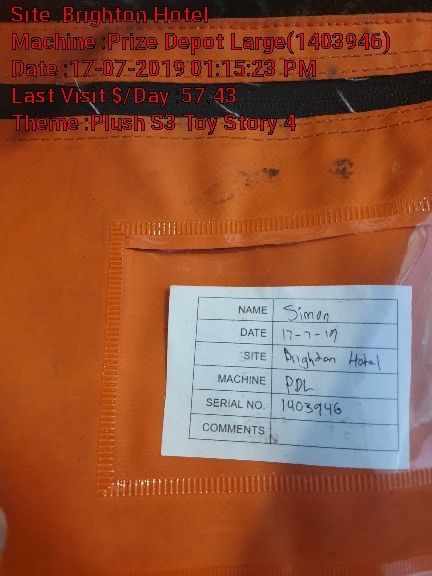 Site :Brighton Hotel
Machine :Prize Depot Large(1403946)
Date :17-07-2019 01:15:23 PM
Last Visit $/Day :57.43
Theme :Plush S3 Toy Story 4
NAME Simon
DATE 17-7-19
SITE Brighton Hotel
MACHINE PDL
SERIAL NO. 1403946
COMMENTS